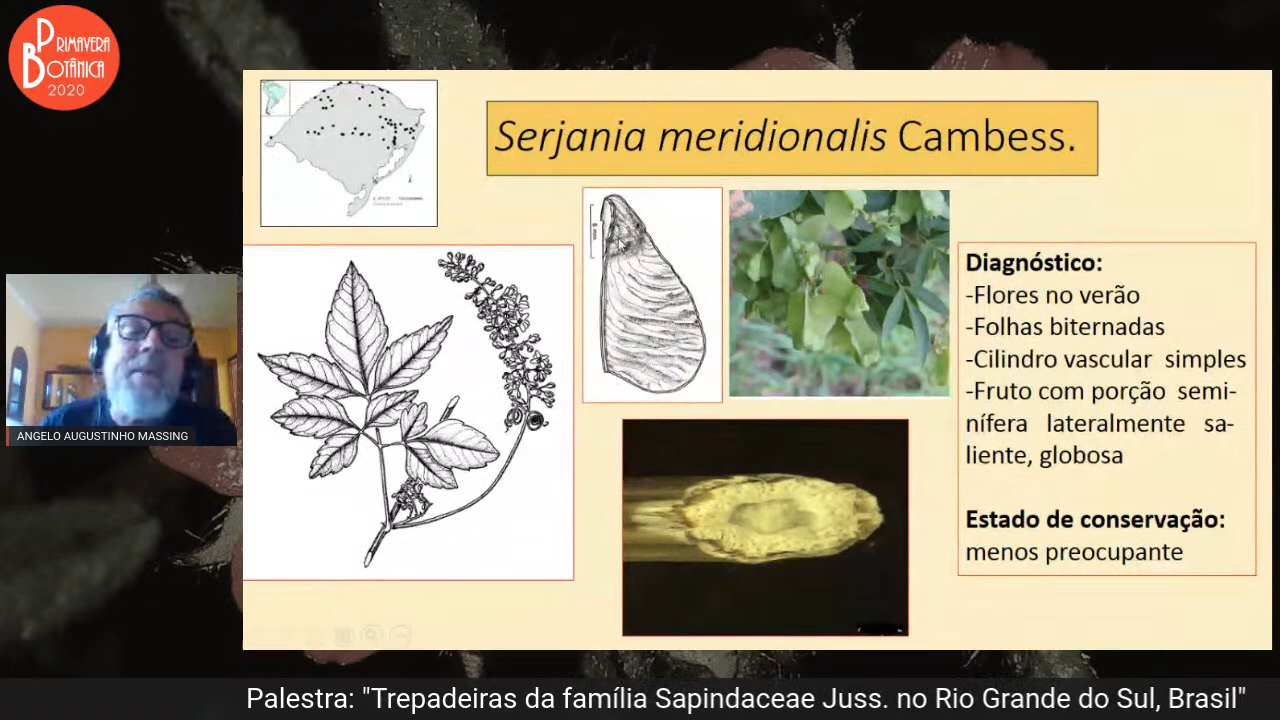 PRIMAVERA
BOTÂNICA
2020
Serjania meridionalis Cambess.
5 mm
Diagnóstico:
-Flores no verão
-Folhas biternadas
-Cilindro vascular simples
-Fruto com porção semi-
nífera lateralmente sa-
liente, globosa
Estado de conservação:
menos preocupante
ANGELO AUGUSTINHO MASSING
Palestra: "Trepadeiras da família Sapindaceae Juss. no Rio Grande do Sul, Brasil"